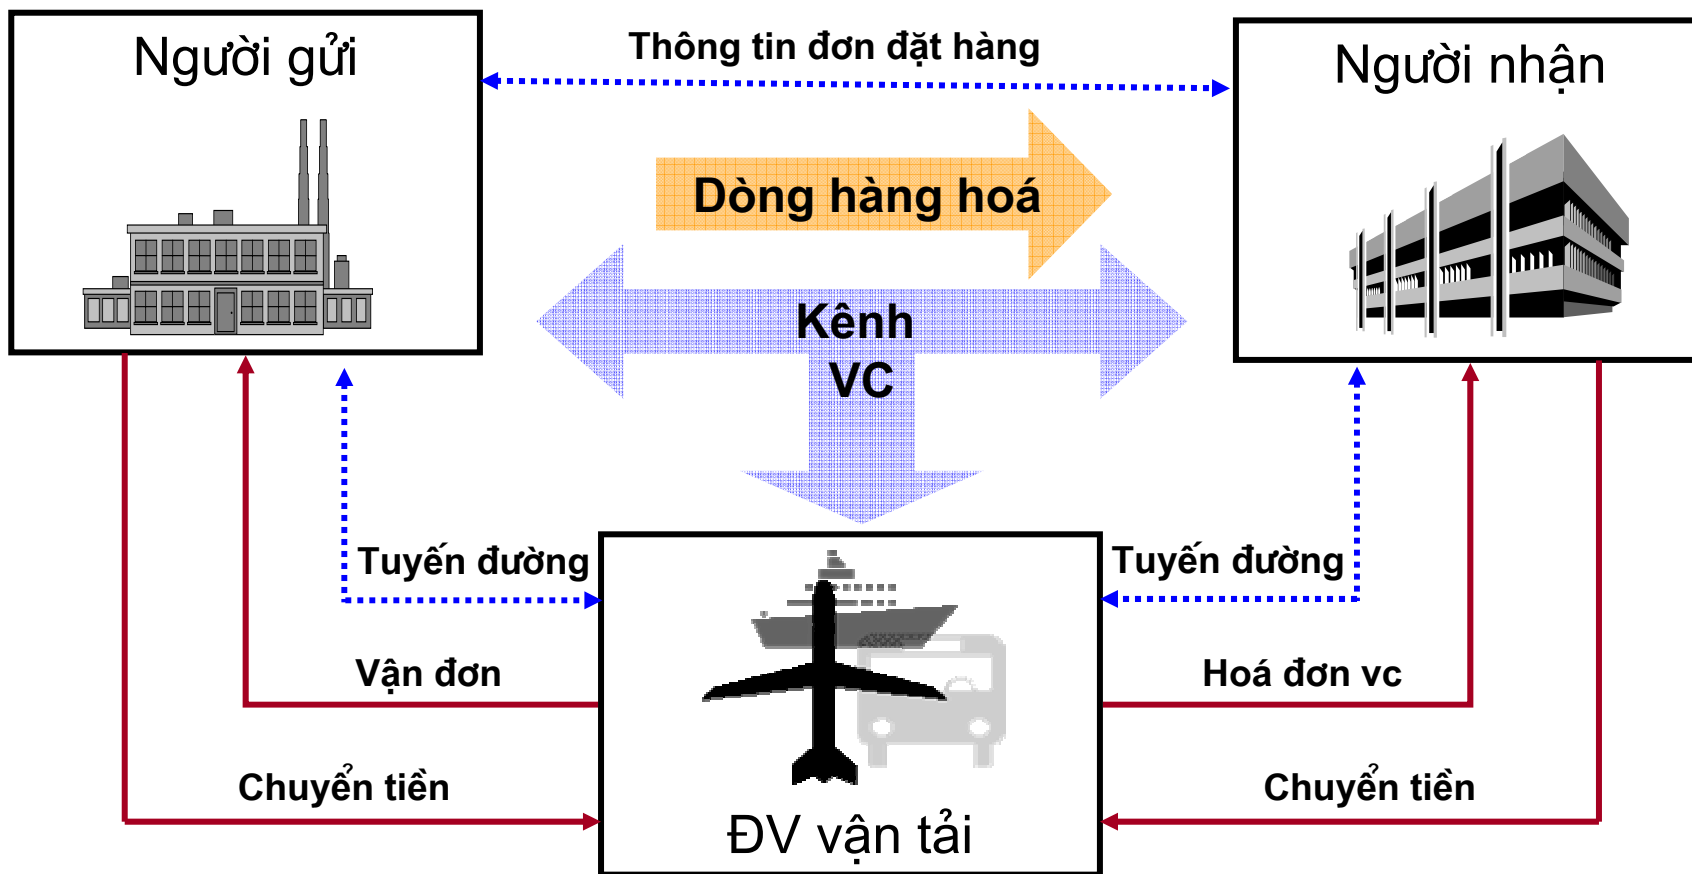 Người gửi
Thông tin đơn đặt hàng
Người nhận
Dòng hàng hoá
Kênh
VC
Tuyến đường
Tuyến đường
Vận đơn
Hoá đơn vc
Chuyển tiền
Chuyển tiền
ĐV vận tải